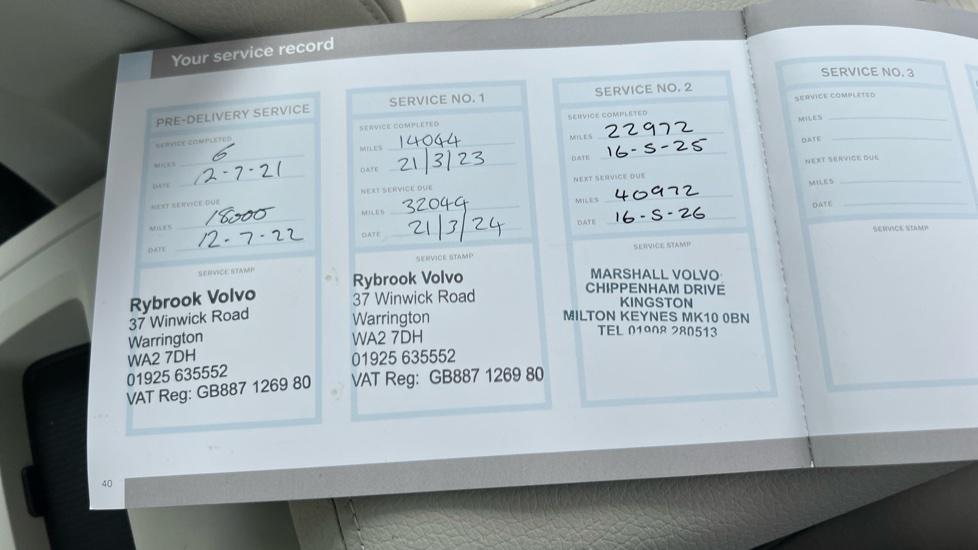 Your service record
PRE-DELIVERY SERVICE
SERVICE COMPLETED
MILES 6
DATE 12-7-21
NEXT SERVICE DUE
MILES 18000
DATE 12-7-22
SERVICE STAMP
Rybrook Volvo
37 Winwick Road
Warrington
WA2 7DH
01925 635552
VAT Reg: GB887 1269 80
SERVICE NO. 1
SERVICE COMPLETED
MILES 14044
DATE 21/3/23
NEXT SERVICE DUE
MILES 32044
DATE 21/3/24
SERVICE STAMP
Rybrook Volvo
37 Winwick Road
Warrington
WA2 7DH
01925 635552
VAT Reg: GB887 1269 80
SERVICE NO. 2
SERVICE COMPLETED
MILES 22972
DATE 16-5-25
NEXT SERVICE DUE
MILES 40972
DATE 16-5-26
SERVICE STAMP
MARSHALL VOLVO
CHIPPENHAM DRIVE
KINGSTON
MILTON KEYNES MK10 0BN
TEL 01908 280513
SERVICE NO. 3
SERVICE COMPLETED
MILES
DATE
NEXT SERVICE DUE
MILES
DATE
SERVICE STAMP
40